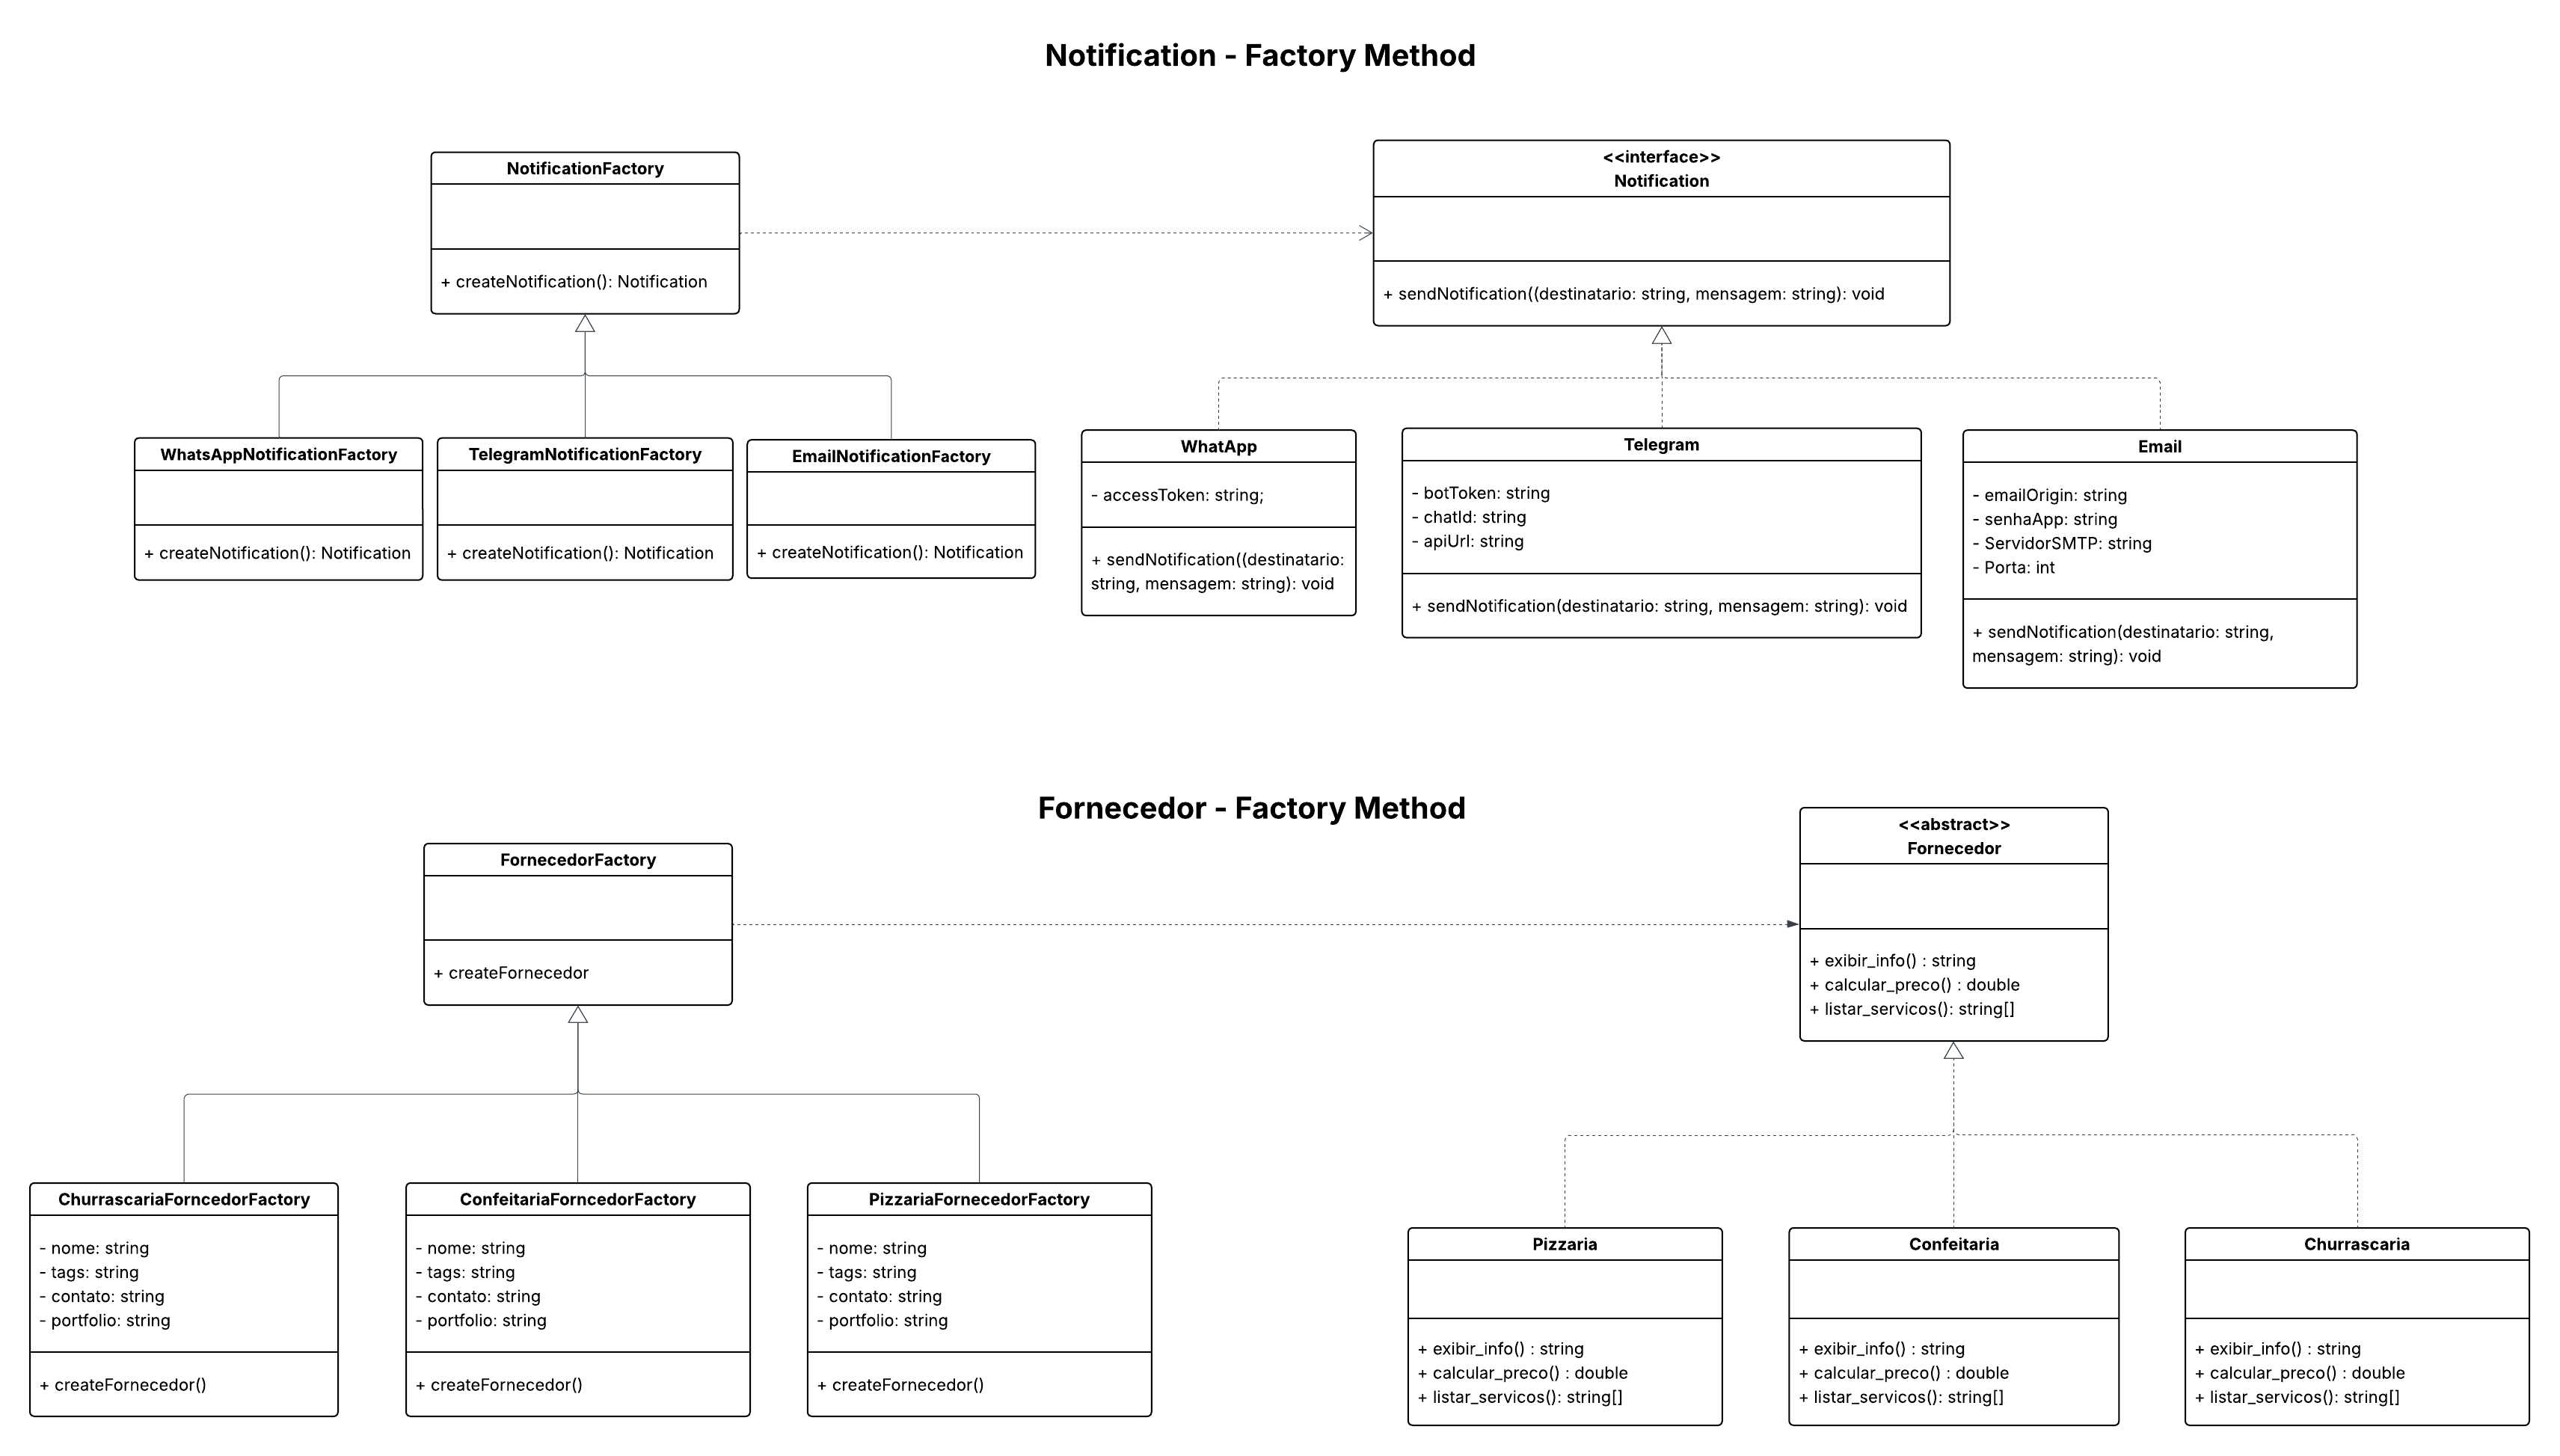 Notification - Factory Method
NotificationFactory
+ createNotification(): Notification
<<interface>>
Notification
+ sendNotification((destinatario: string, mensagem: string): void
WhatsAppNotificationFactory
+ createNotification(): Notification
TelegramNotificationFactory
+ createNotification(): Notification
EmailNotificationFactory
+ createNotification(): Notification
WhatApp
- accessToken: string;
+ sendNotification((destinatario:
string, mensagem: string): void
Telegram
- botToken: string
- chatId: string
- apiUrl: string
+ sendNotification(destinatario: string, mensagem: string): void
Email
- emailOrigin: string
- senhaApp: string
- ServidorSMTP: string
- Porta: int
+ sendNotification(destinatario: string,
mensagem: string): void
Fornecedor - Factory Method
FornecedorFactory
+ createFornecedor
<<abstract>>
Fornecedor
+ exibir_info() : string
+ calcular_preco() : double
+ listar_servicos(): string[]
ChurrascariaForncedorFactory
- nome: string
- tags: string
- contato: string
- portfolio: string
+ createFornecedor()
ConfeitariaForncedorFactory
- nome: string
- tags: string
- contato: string
- portfolio: string
+ createFornecedor()
PizzariaFornecedorFactory
- nome: string
- tags: string
- contato: string
- portfolio: string
+ createFornecedor()
Pizzaria
+ exibir_info() : string
+ calcular_preco() : double
+ listar_servicos(): string[]
Confeitaria
+ exibir_info() : string
+ calcular_preco() : double
+ listar_servicos(): string[]
Churrascaria
+ exibir_info() : string
+ calcular_preco() : double
+ listar_servicos(): string[]